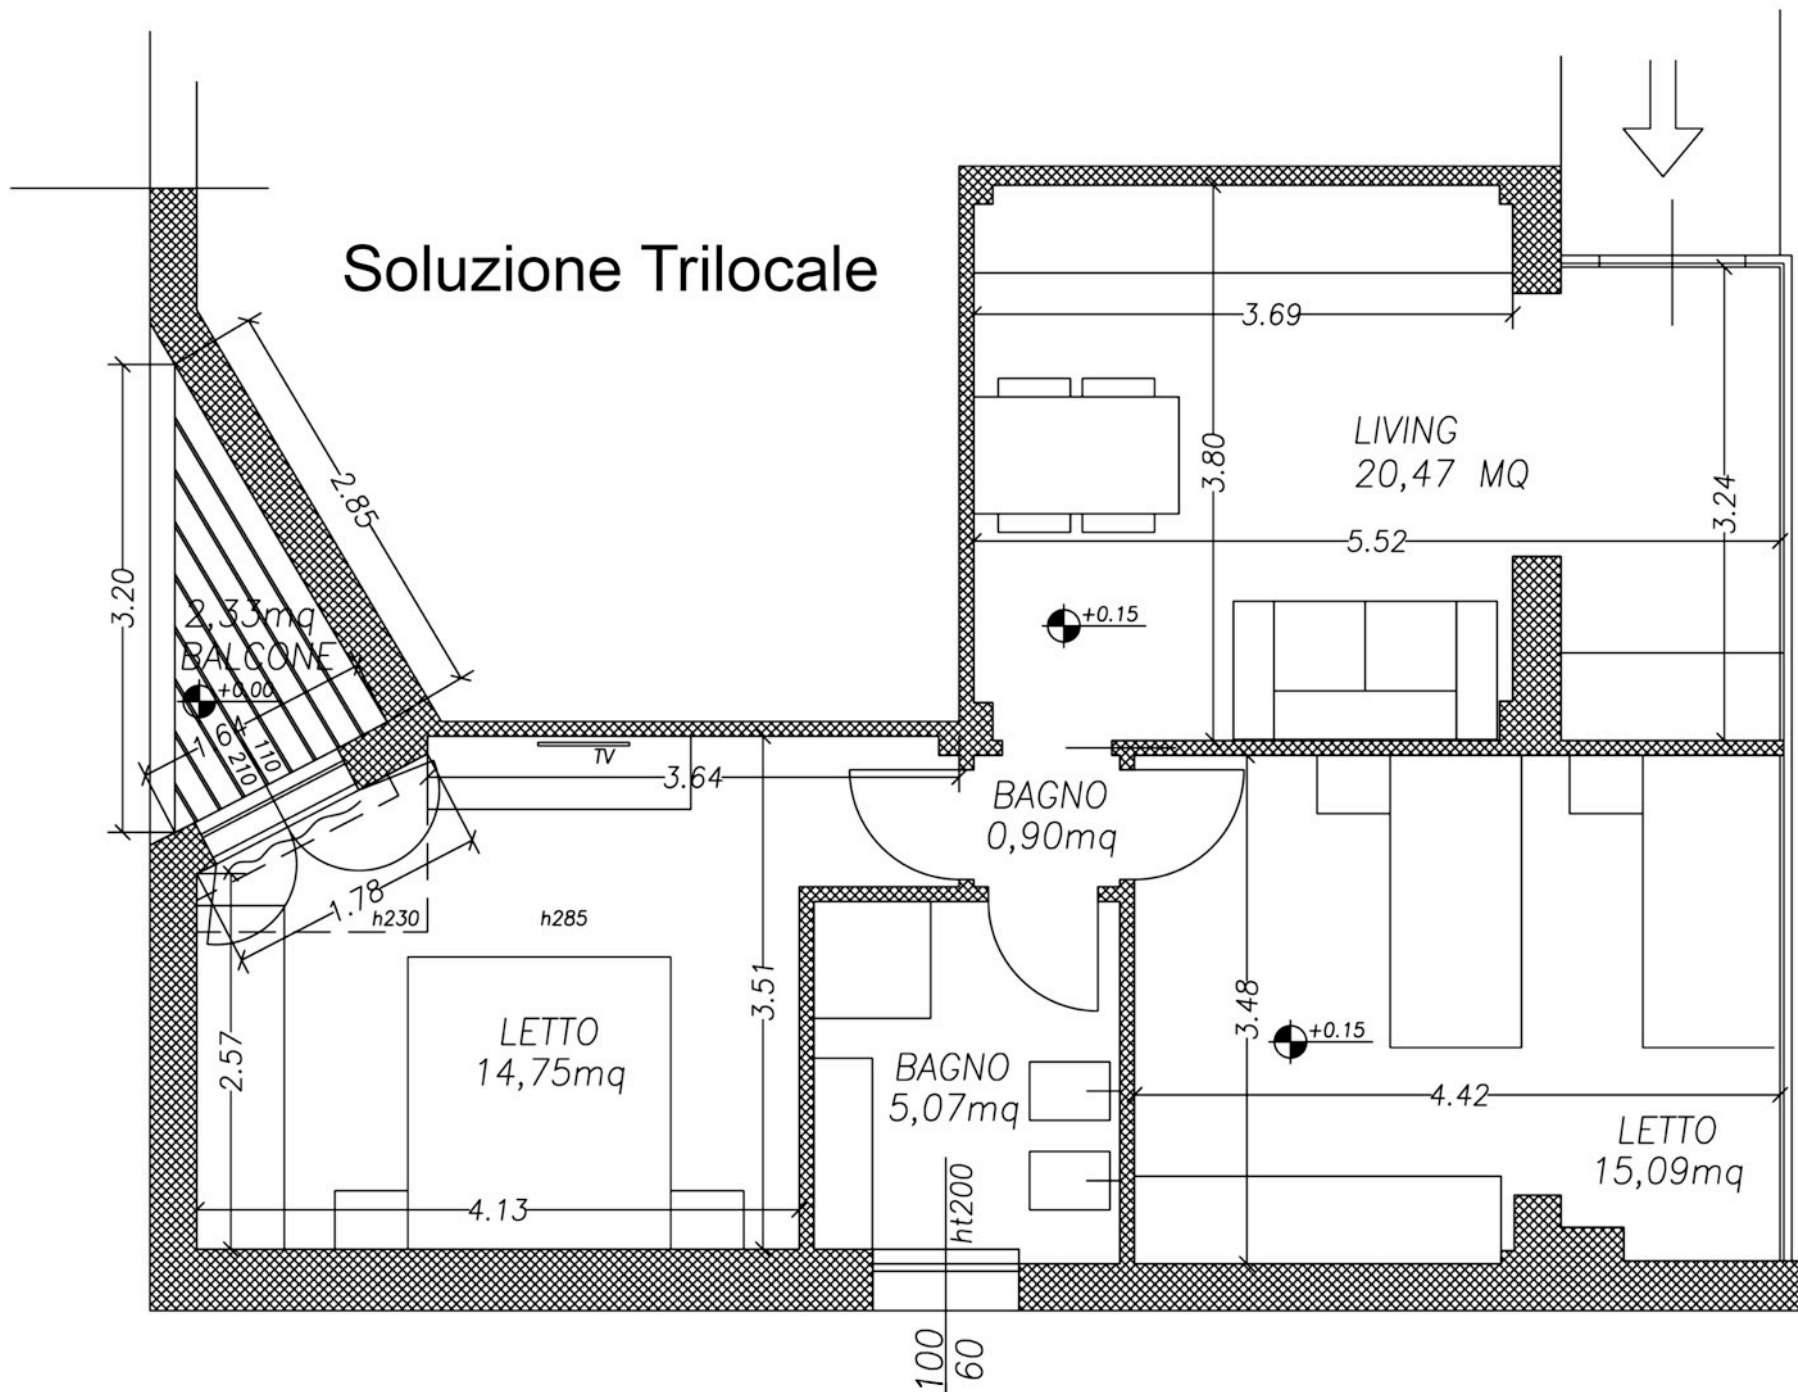 Soluzione Trilocale
3.69
2.85
3.80
LIVING
20,47 MQ
3.24
5.52
3.20
2,33mq
BALCONE
+0.15
+0.00
1.64
110
210
TV
3.64
BAGNO
0,90mq
1.78
h230
h285
3.51
2.57
LETTO
14,75mq
3.48
+0.15
BAGNO
5,07mq
4.42
LETTO
15,09mq
4.13
ht200
100
60